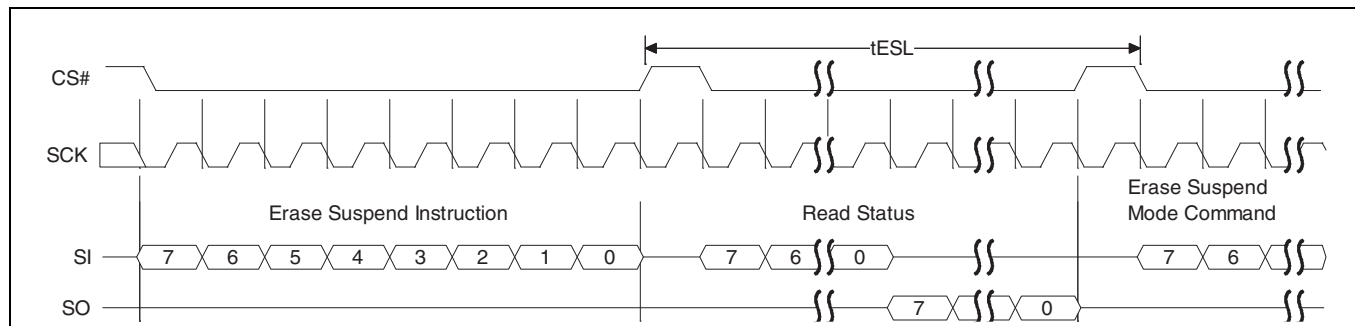 tESL
CS#
SCK
Erase Suspend Instruction Read Status Erase Suspend
Mode Command
SI 7 6 5 4 3 2 1 0 7 6 0 7 6
SO 7 0